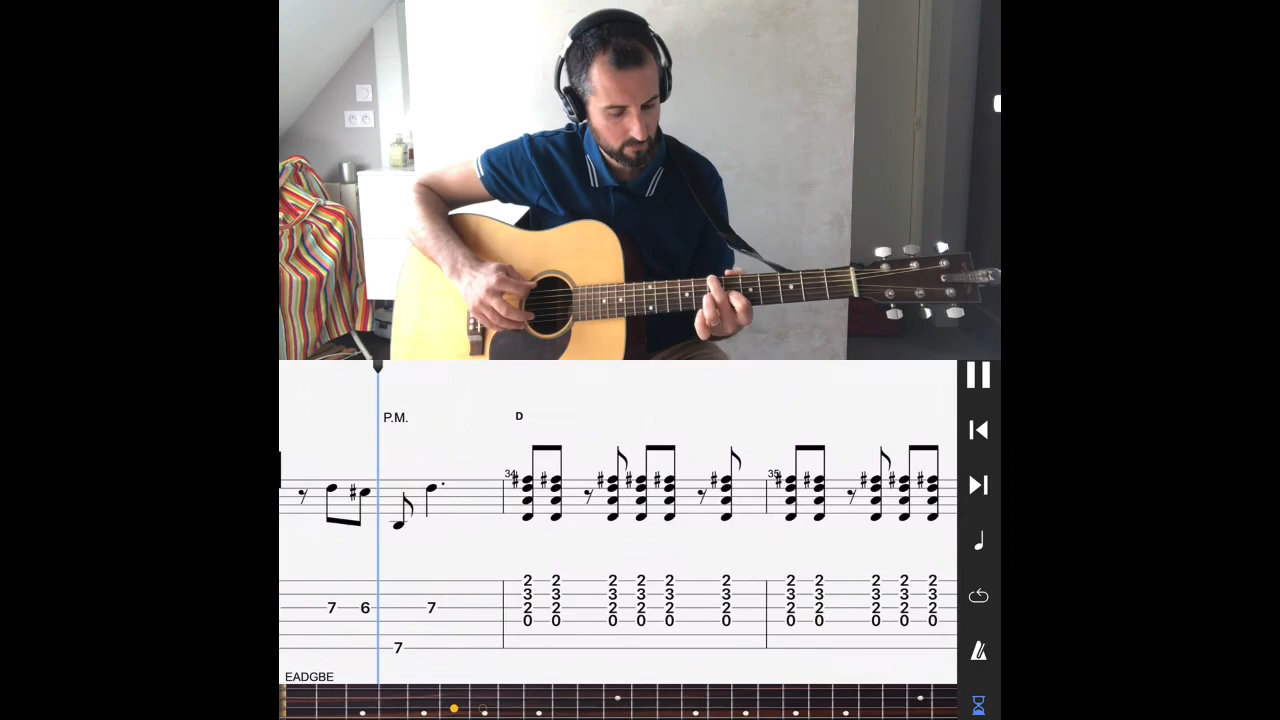 P.M. D
34 35
2 2 2 2 2 2 2 2 2 2 2
3 3 3 3 3 3 3 3 3 3 3
7 6 7 2 2 2 2 2 2 2 2 2 2 2
0 0 0 0 0 0 0 0 0 0 0
7
EADGBE